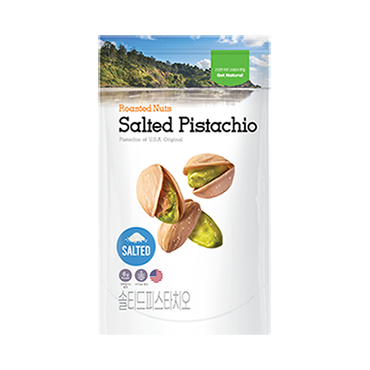 Get Natural
Roasted Nuts
Salted Pistachio
Pistachio of U.S.A. Original
SALTED
솔티드피스타치오